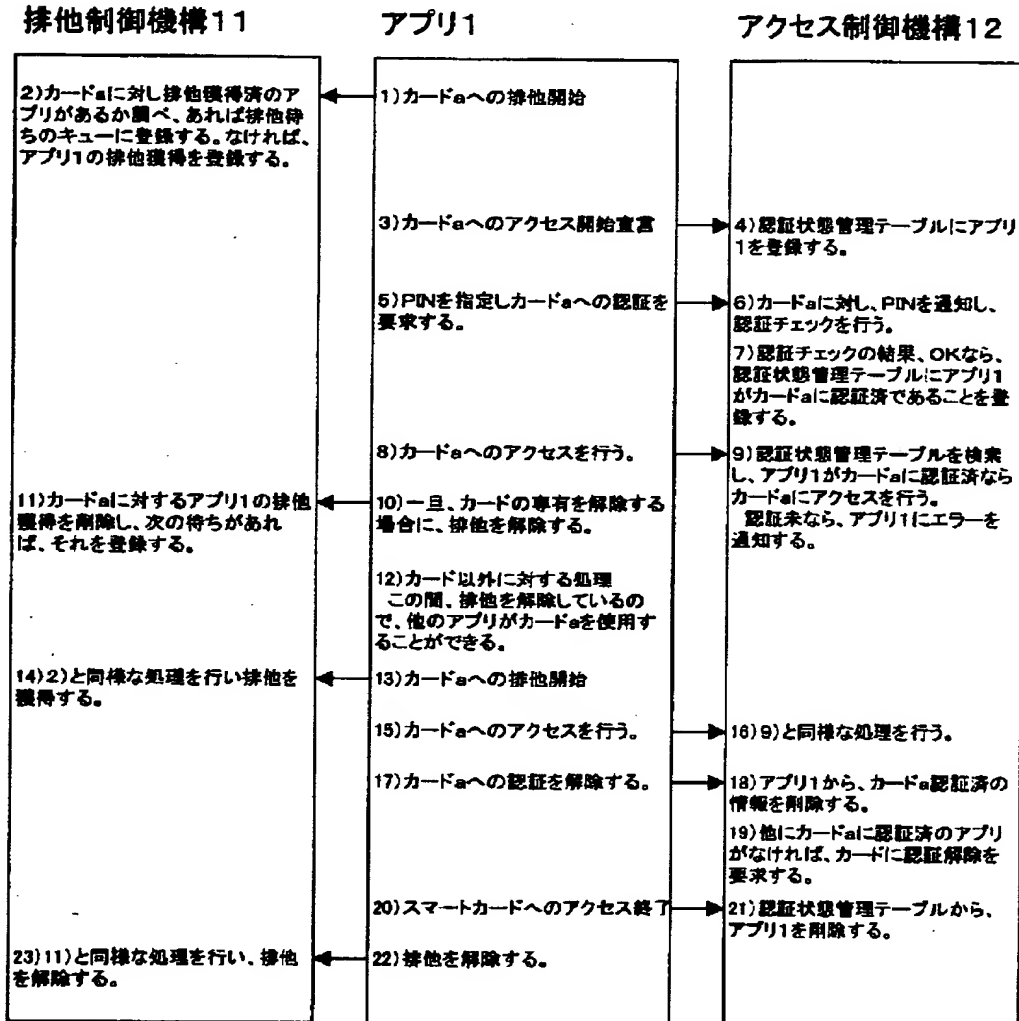 排他制御機構11
アプリ1
アクセス制御機構12
2)カードaに対し排他獲得済のア
プリがあるか調べ、あれば排他待
ちのキューに登録する。なければ、
アプリ1の排他獲得を登録する。
1)カードaへの排他開始
3)カードaへのアクセス開始宣言
4)認証状態管理テーブルにアプリ
1を登録する。
5)PINを指定しカードaへの認証を
要求する。
6)カードaに対し、PINを通知し、
認証チェックを行う。
7)認証チェックの結果、OKなら、
認証状態管理テーブルにアプリ1
がカードaに認証済であることを登
録する。
8)カードaへのアクセスを行う。
9)認証状態管理テーブルを検索
し、アプリ1がカードaに認証済なら
カードaにアクセスを行う。
認証未なら、アプリ1にエラーを
通知する。
11)カードaに対するアプリ1の排他
獲得を削除し、次の待ちがあれ
ば、それを登録する。
10)一旦、カードの専有を解除する
場合に、排他を解除する。
12)カード以外に対する処理
この間、排他を解除しているの
で、他のアプリがカードaを使用す
ることができる。
14)2)と同様な処理を行い排他を
獲得する。
13)カードaへの排他開始
15)カードaへのアクセスを行う。
16)9)と同様な処理を行う。
17)カードaへの認証を解除する。
18)アプリ1から、カードa認証済の
情報を削除する。
19)他にカードaに認証済のアプリ
がなければ、カードに認証解除を
要求する。
20)スマートカードへのアクセス終了
21)認証状態管理テーブルから、
アプリ1を削除する。
23)11)と同様な処理を行い、排他
を解除する。
22)排他を解除する。